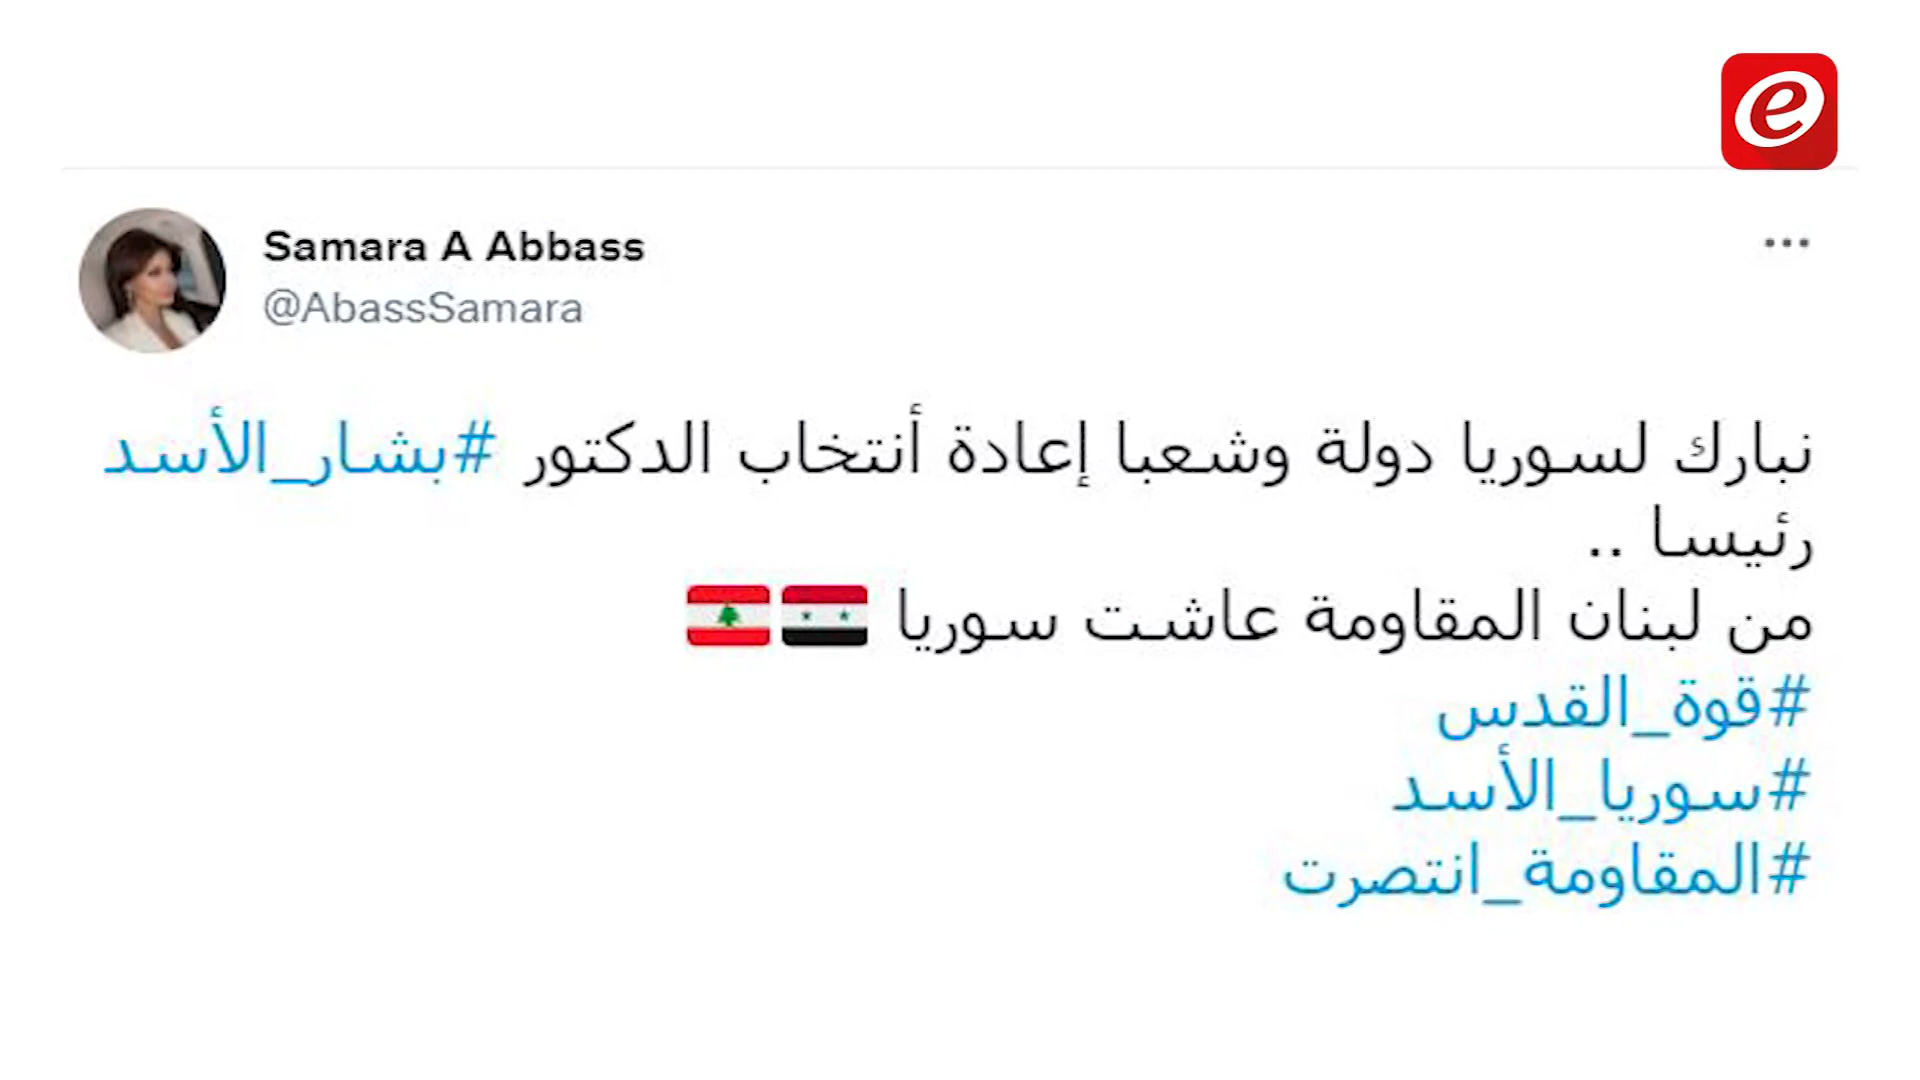 e
Samara A Abbass
@AbassSamara
نبارك لسوريا دولة وشعبا إعادة أنتخاب الدكتور #بشار_الأسد
رئيسا ..
من لبنان المقاومة عاشت سوريا 🇸🇾🇱🇧
#قوة_القدس
#سوريا_الأسد
#المقاومة_انتصرت